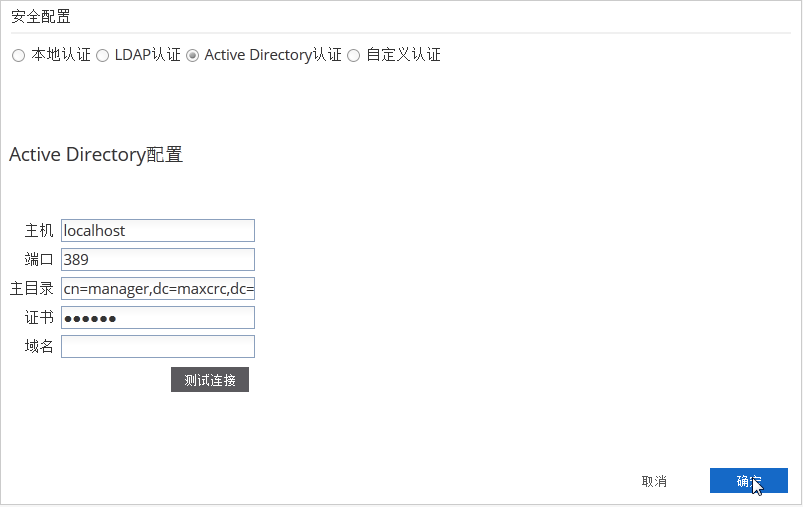 安全配置
本地认证 LDAP认证 Active Directory认证 自定义认证
Active Directory配置
主机 localhost
端口 389
主目录 cn=manager,dc=maxcrc,dc=
证书 ●●●●●●
域名
测试连接
取消 确定